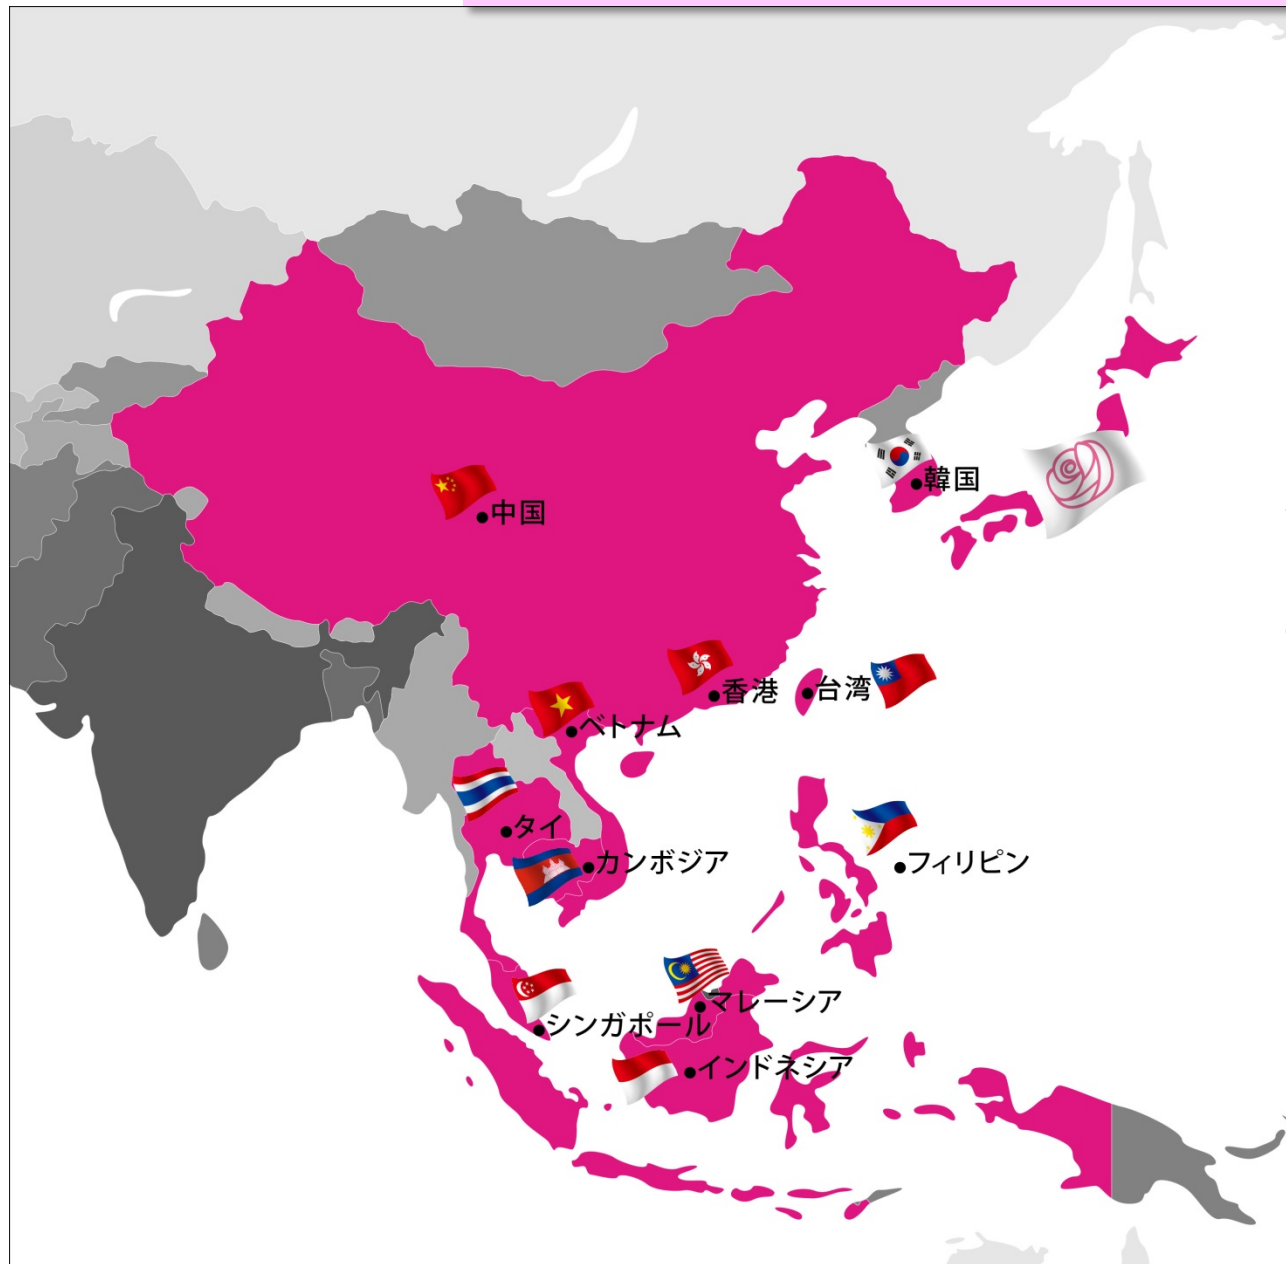 韓国
中国
香港
台湾
ベトナム
タイ
カンボジア
フィリピン
マレーシア
シンガポール
インドネシア